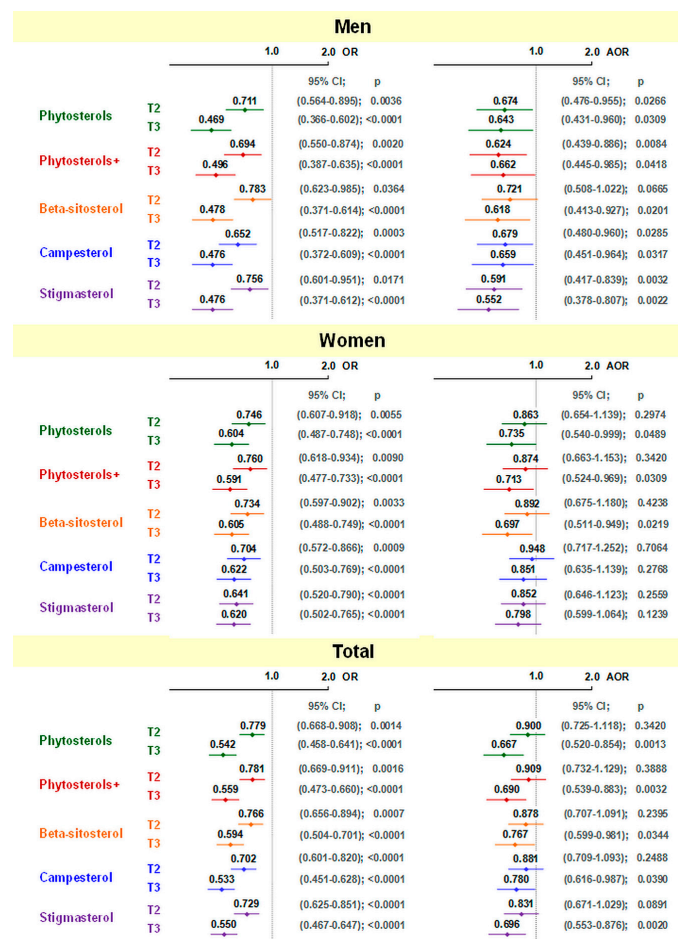 Men
1.0 2.0 OR 1.0 2.0 AOR
95% CI; p 95% CI; p
Phytosterols T2 0.711 (0.564-0.895); 0.0036 0.674 (0.476-0.955); 0.0266
T3 0.469 (0.366-0.602); <0.0001 0.643 (0.431-0.960); 0.0309
Phytosterols+ T2 0.694 (0.550-0.874); 0.0020 0.624 (0.439-0.886); 0.0084
T3 0.496 (0.387-0.635); <0.0001 0.662 (0.445-0.985); 0.0418
Beta-sitosterol T2 0.783 (0.623-0.985); 0.0364 0.721 (0.508-1.022); 0.0665
T3 0.478 (0.371-0.614); <0.0001 0.618 (0.413-0.927); 0.0201
Campesterol T2 0.652 (0.517-0.822); 0.0003 0.679 (0.480-0.960); 0.0285
T3 0.476 (0.372-0.609); <0.0001 0.659 (0.451-0.964); 0.0317
Stigmasterol T2 0.756 (0.601-0.951); 0.0171 0.591 (0.417-0.839); 0.0032
T3 0.476 (0.371-0.612); <0.0001 0.552 (0.378-0.807); 0.0022
Women
1.0 2.0 OR 1.0 2.0 AOR
95% CI; p 95% CI; p
Phytosterols T2 0.746 (0.607-0.918); 0.0055 0.863 (0.654-1.139); 0.2974
T3 0.604 (0.487-0.748); <0.0001 0.735 (0.540-0.999); 0.0489
Phytosterols+ T2 0.760 (0.618-0.934); 0.0090 0.874 (0.663-1.153); 0.3420
T3 0.591 (0.477-0.733); <0.0001 0.713 (0.524-0.969); 0.0309
Beta-sitosterol T2 0.734 (0.597-0.902); 0.0033 0.892 (0.675-1.180); 0.4238
T3 0.605 (0.488-0.749); <0.0001 0.697 (0.511-0.949); 0.0219
Campesterol T2 0.704 (0.572-0.866); 0.0009 0.948 (0.717-1.252); 0.7064
T3 0.622 (0.503-0.769); <0.0001 0.851 (0.635-1.139); 0.2768
Stigmasterol T2 0.641 (0.520-0.790); <0.0001 0.852 (0.646-1.123); 0.2559
T3 0.620 (0.502-0.765); <0.0001 0.798 (0.599-1.064); 0.1239
Total
1.0 2.0 OR 1.0 2.0 AOR
95% CI; p 95% CI; p
Phytosterols T2 0.779 (0.668-0.908); 0.0014 0.900 (0.725-1.118); 0.3420
T3 0.542 (0.458-0.641); <0.0001 0.667 (0.520-0.854); 0.0013
Phytosterols+ T2 0.781 (0.669-0.911); 0.0016 0.909 (0.732-1.129); 0.3888
T3 0.559 (0.473-0.660); <0.0001 0.690 (0.539-0.883); 0.0032
Beta-sitosterol T2 0.766 (0.656-0.894); 0.0007 0.878 (0.707-1.091); 0.2395
T3 0.594 (0.504-0.701); <0.0001 0.767 (0.599-0.981); 0.0344
Campesterol T2 0.702 (0.601-0.820); <0.0001 0.881 (0.709-1.093); 0.2488
T3 0.533 (0.451-0.628); <0.0001 0.780 (0.616-0.987); 0.0390
Stigmasterol T2 0.729 (0.625-0.851); <0.0001 0.831 (0.671-1.029); 0.0891
T3 0.550 (0.467-0.647); <0.0001 0.696 (0.553-0.876); 0.0020